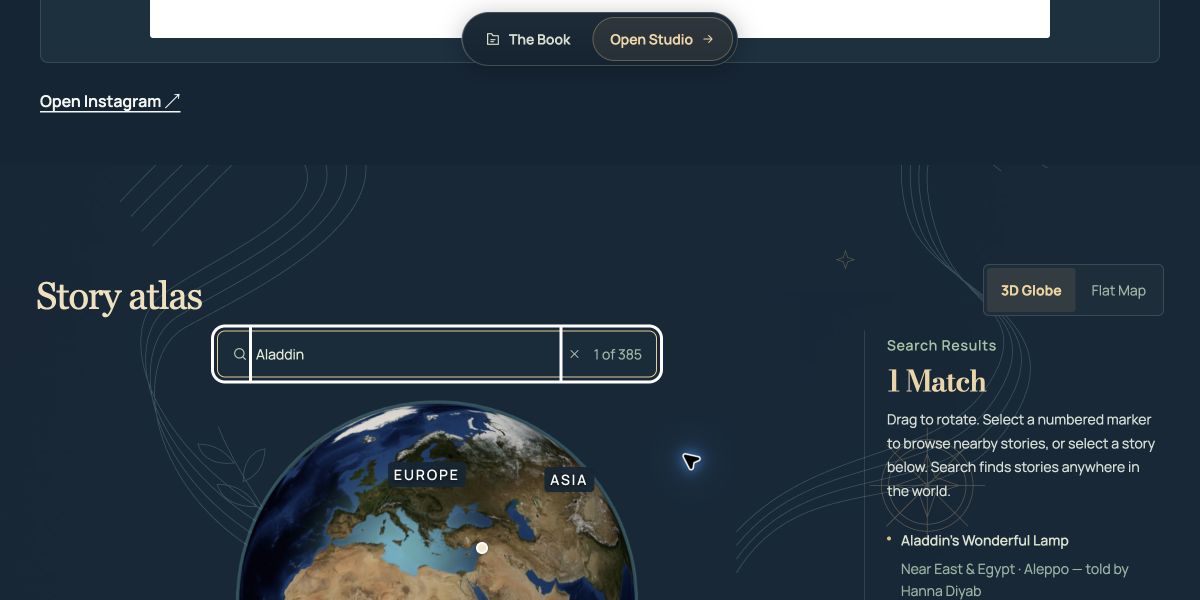 The Book
Open Studio →
Open Instagram ↗
Story atlas
3D Globe
Flat Map
Aladdin
× 1 of 385
Search Results
1 Match
Drag to rotate. Select a numbered marker
to browse nearby stories, or select a story
below. Search finds stories anywhere in
the world.
EUROPE
ASIA
• Aladdin's Wonderful Lamp
Near East & Egypt · Aleppo — told by
Hanna Diyab